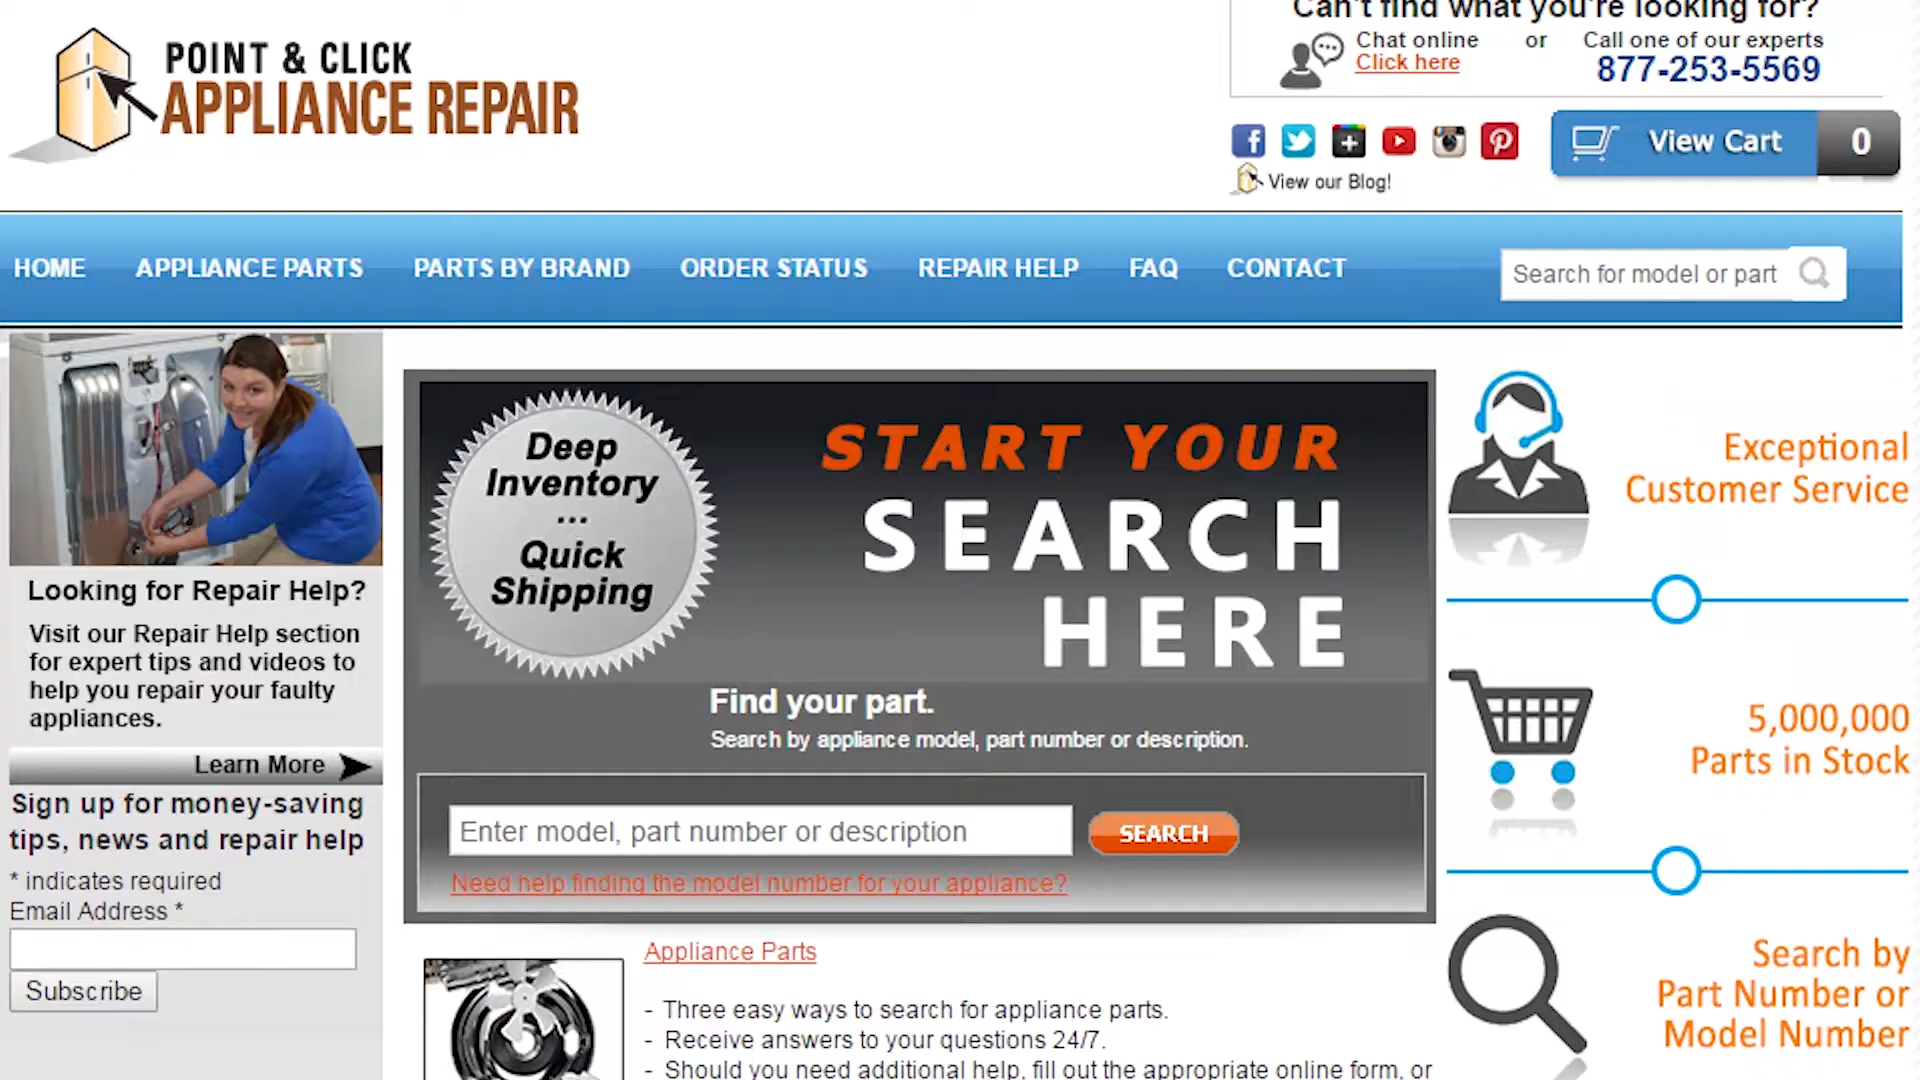 POINT & CLICK
APPLIANCE REPAIR
Can't find what you're looking for?
Chat online or Call one of our experts
Click here 877-253-5569
View Cart 0
View our Blog!
HOME APPLIANCE PARTS PARTS BY BRAND ORDER STATUS REPAIR HELP FAQ CONTACT
Search for model or part
Looking for Repair Help?
Visit our Repair Help section
for expert tips and videos to
help you repair your faulty
appliances.
Learn More
Sign up for money-saving
tips, news and repair help
* indicates required
Email Address *
Subscribe
Deep
Inventory
...
Quick
Shipping
START YOUR
SEARCH
HERE
Find your part.
Search by appliance model, part number or description.
Enter model, part number or description
SEARCH
Need help finding the model number for your appliance?
Appliance Parts
- Three easy ways to search for appliance parts.
- Receive answers to your questions 24/7.
- Should you need additional help, fill out the appropriate online form, or
Exceptional
Customer Service
5,000,000
Parts in Stock
Search by
Part Number or
Model Number